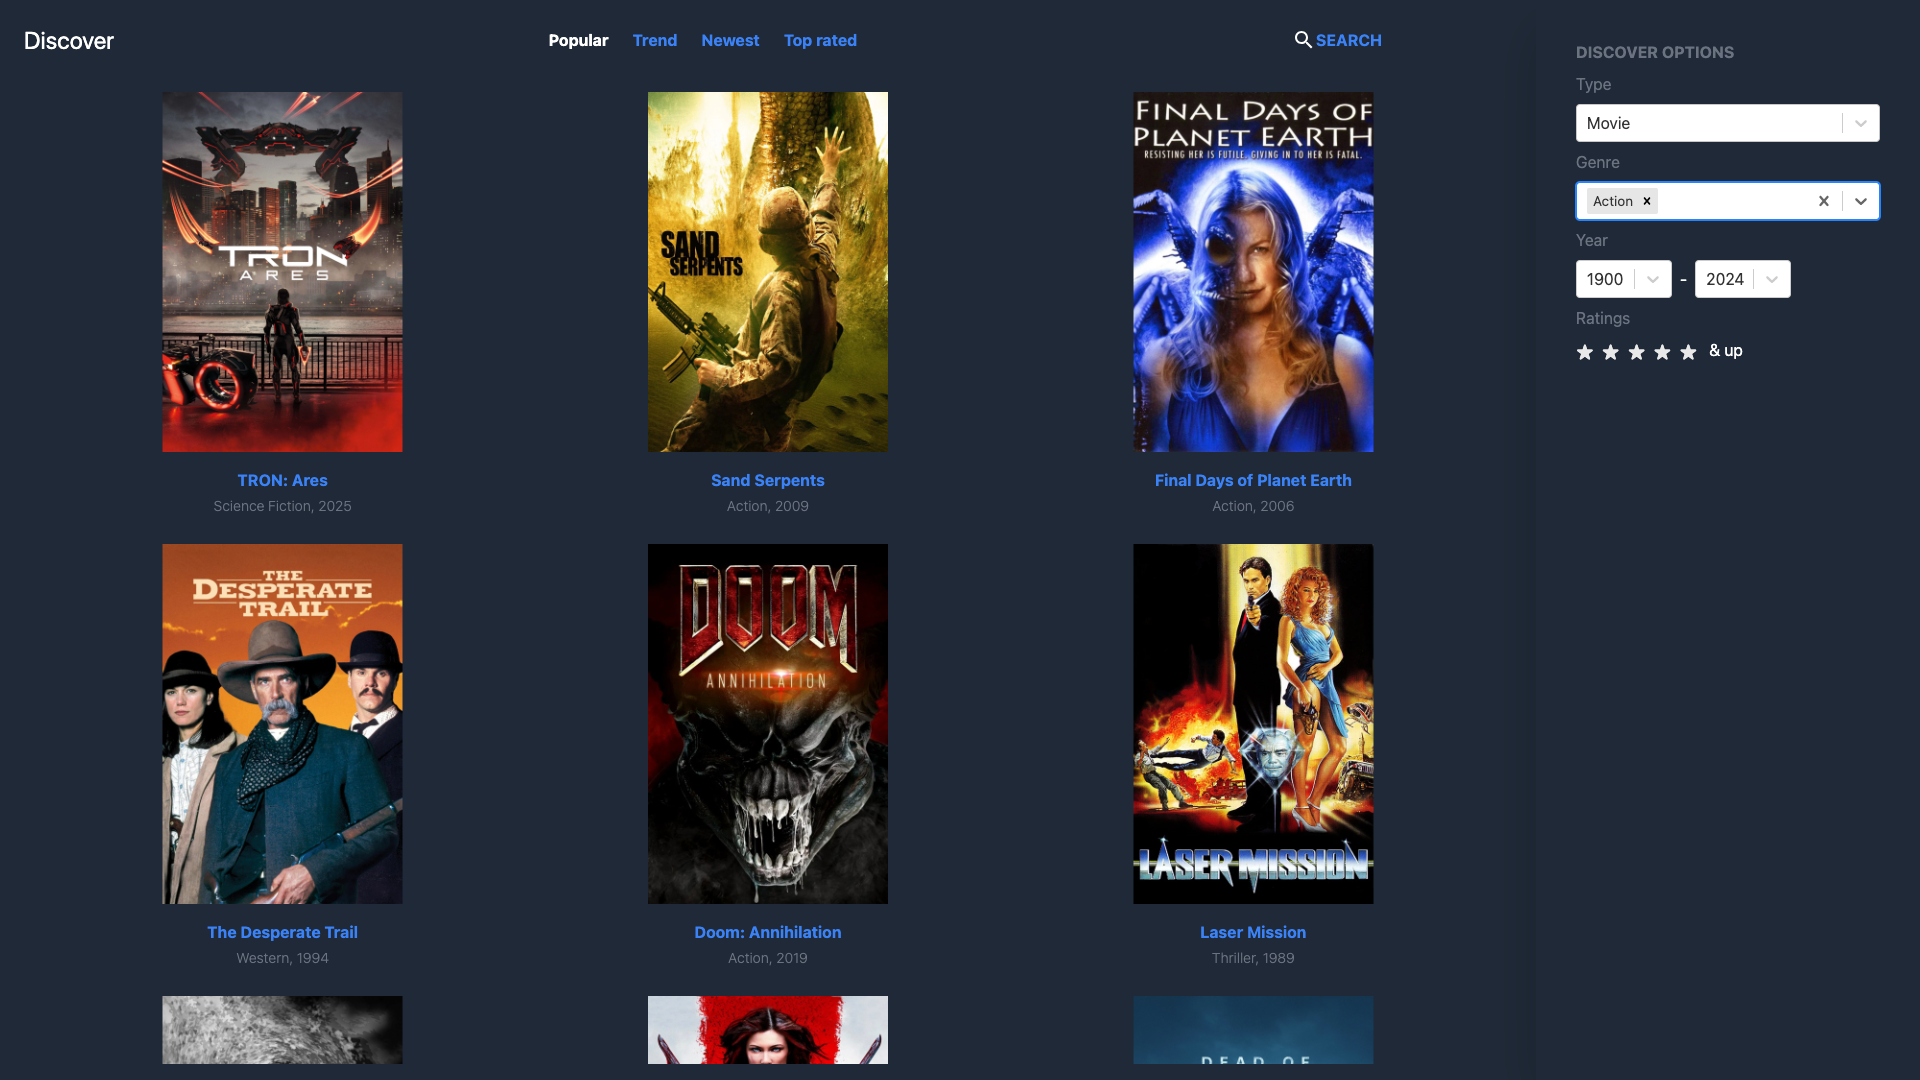 Discover
Popular
Trend
Newest
Top rated
SEARCH
TRON
ARES
SAND
SERPENTS
FINAL DAYS OF
PLANET EARTH
RESISTING HER IS FUTILE. GIVING IN TO HER IS FATAL.
TRON: Ares
Science Fiction, 2025
Sand Serpents
Action, 2009
Final Days of Planet Earth
Action, 2006
THE
DESPERATE
TRAIL
DOOM
ANNIHILATION
LASER MISSION
The Desperate Trail
Western, 1994
Doom: Annihilation
Action, 2019
Laser Mission
Thriller, 1989
DEAD OF
DISCOVER OPTIONS
Type
Movie
Genre
Action
Year
1900 - 2024
Ratings
& up